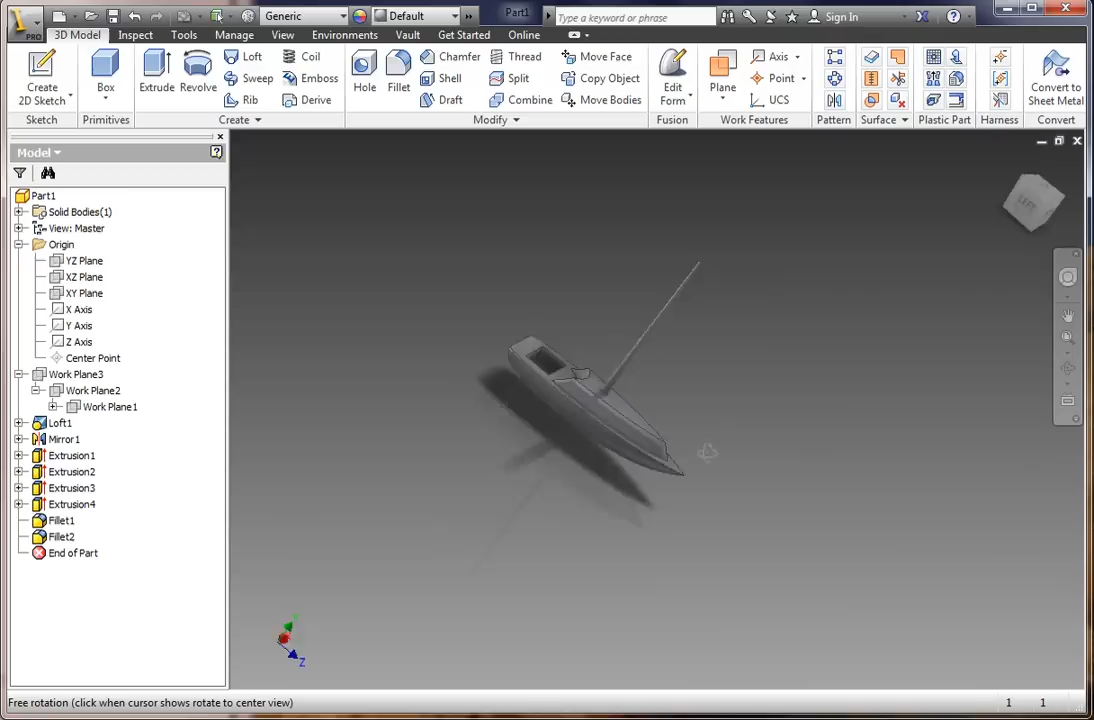 Generic
Default
Part1
Type a keyword or phrase
Sign In
PRO
3D Model
Inspect
Tools
Manage
View
Environments
Vault
Get Started
Online
Create
2D Sketch
Box
Extrude
Revolve
Loft
Sweep
Rib
Coil
Emboss
Derive
Hole
Fillet
Chamfer
Shell
Draft
Thread
Split
Combine
Move Face
Copy Object
Move Bodies
Edit
Form
Plane
Axis
Point
UCS
Convert to
Sheet Metal
Sketch
Primitives
Create
Modify
Fusion
Work Features
Pattern
Surface
Plastic Part
Harness
Convert
Model
Part1
Solid Bodies(1)
View: Master
Origin
YZ Plane
XZ Plane
XY Plane
X Axis
Y Axis
Z Axis
Center Point
Work Plane3
Work Plane2
Work Plane1
Loft1
Mirror1
Extrusion1
Extrusion2
Extrusion3
Extrusion4
Fillet1
Fillet2
End of Part
LEFT
Z
Free rotation (click when cursor shows rotate to center view)
1 1